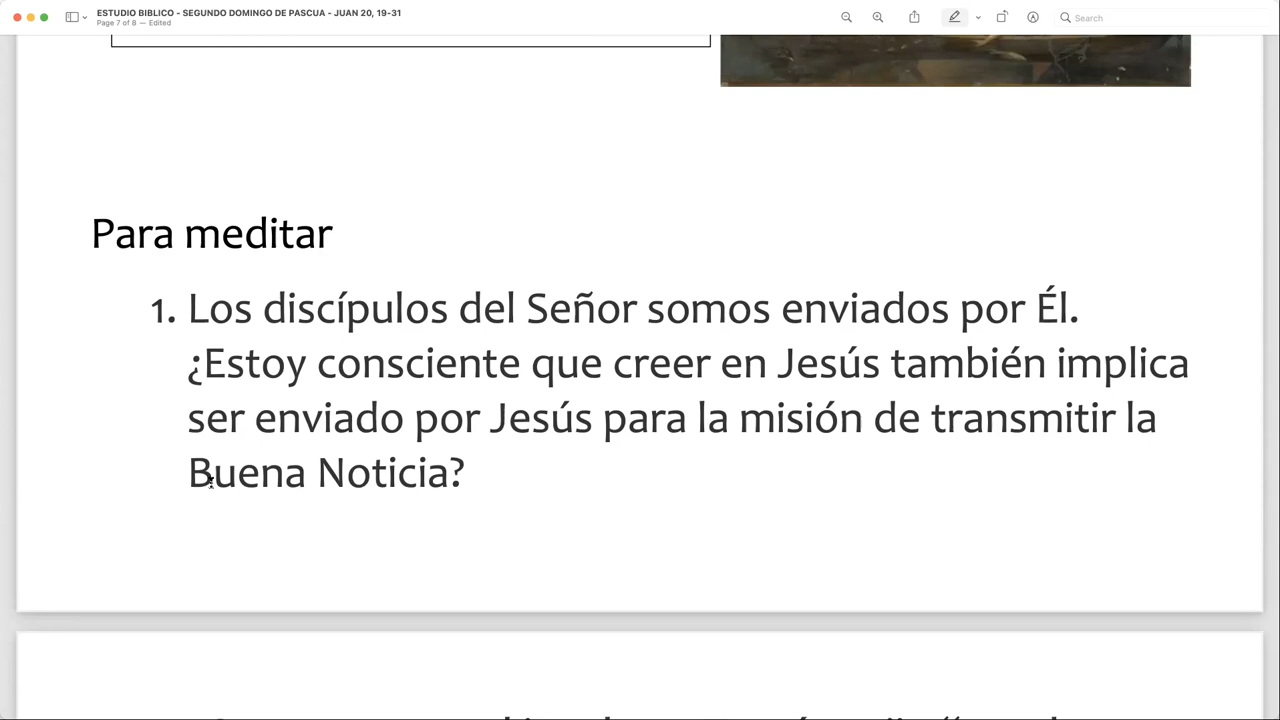 ESTUDIO BIBLICO - SEGUNDO DOMINGO DE PASCUA - JUAN 20, 19-31
Page 7 of 8 — Edited
Search
Para meditar
1. Los discípulos del Señor somos enviados por Él.
¿Estoy consciente que creer en Jesús también implica
ser enviado por Jesús para la misión de transmitir la
Buena Noticia?